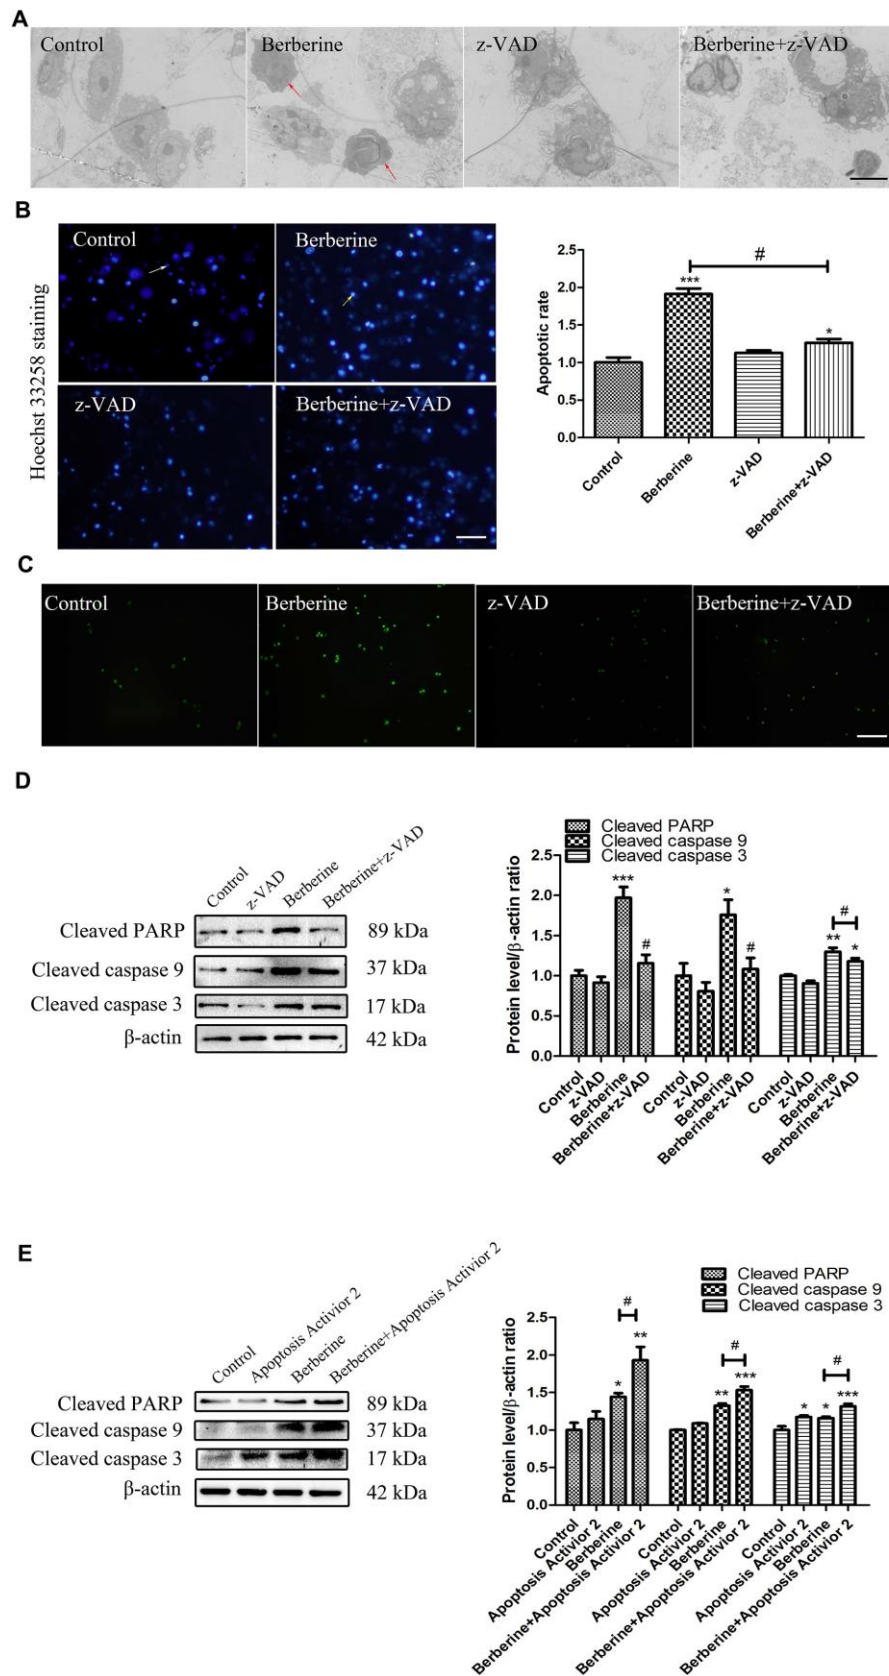 A
Control
Berberine
z-VAD
Berberine+z-VAD
B
Hoechst 33258 staining
Control
Berberine
z-VAD
Berberine+z-VAD
Apoptotic rate
2.5
2.0
1.5
1.0
0.5
0.0
***
#
*
Control
Berberine
z-VAD
Berberine+z-VAD
C
Control
Berberine
z-VAD
Berberine+z-VAD
D
Control
z-VAD
Berberine
Berberine+z-VAD
Cleaved PARP
89 kDa
Cleaved caspase 9
37 kDa
Cleaved caspase 3
17 kDa
β-actin
42 kDa
Cleaved PARP
Cleaved caspase 9
Cleaved caspase 3
Protein level/β-actin ratio
2.5
2.0
1.5
1.0
0.5
0.0
***
#
*
#
**
#
*
Control
z-VAD
Berberine
Berberine+z-VAD
Control
z-VAD
Berberine
Berberine+z-VAD
Control
z-VAD
Berberine
Berberine+z-VAD
E
Control
Apoptosis Activior 2
Berberine
Berberine+Apoptosis Activior 2
Cleaved PARP
89 kDa
Cleaved caspase 9
37 kDa
Cleaved caspase 3
17 kDa
β-actin
42 kDa
Cleaved PARP
Cleaved caspase 9
Cleaved caspase 3
Protein level/β-actin ratio
2.5
2.0
1.5
1.0
0.5
0.0
*
#
**
**
#
***
*
*
#
***
Control
Apoptosis Activior 2
Berberine
Berberine+Apoptosis Activior 2
Control
Apoptosis Activior 2
Berberine
Berberine+Apoptosis Activior 2
Control
Apoptosis Activior 2
Berberine
Berberine+Apoptosis Activior 2